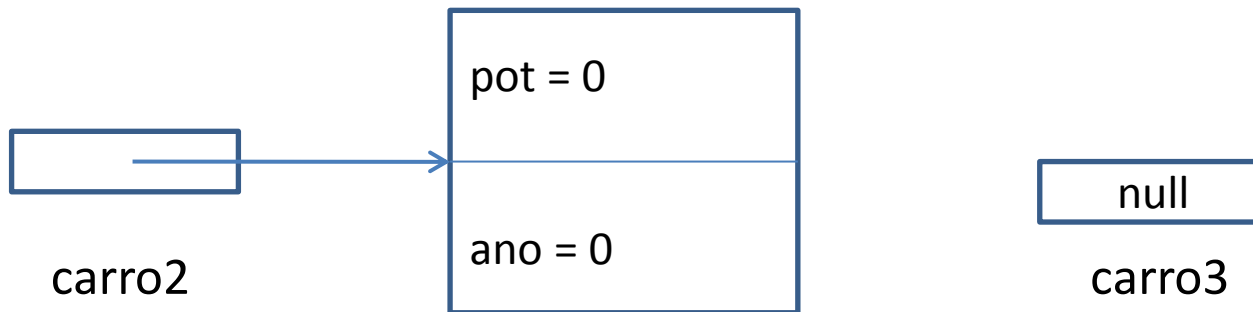 pot = 0
null
ano = 0
carro2
carro3